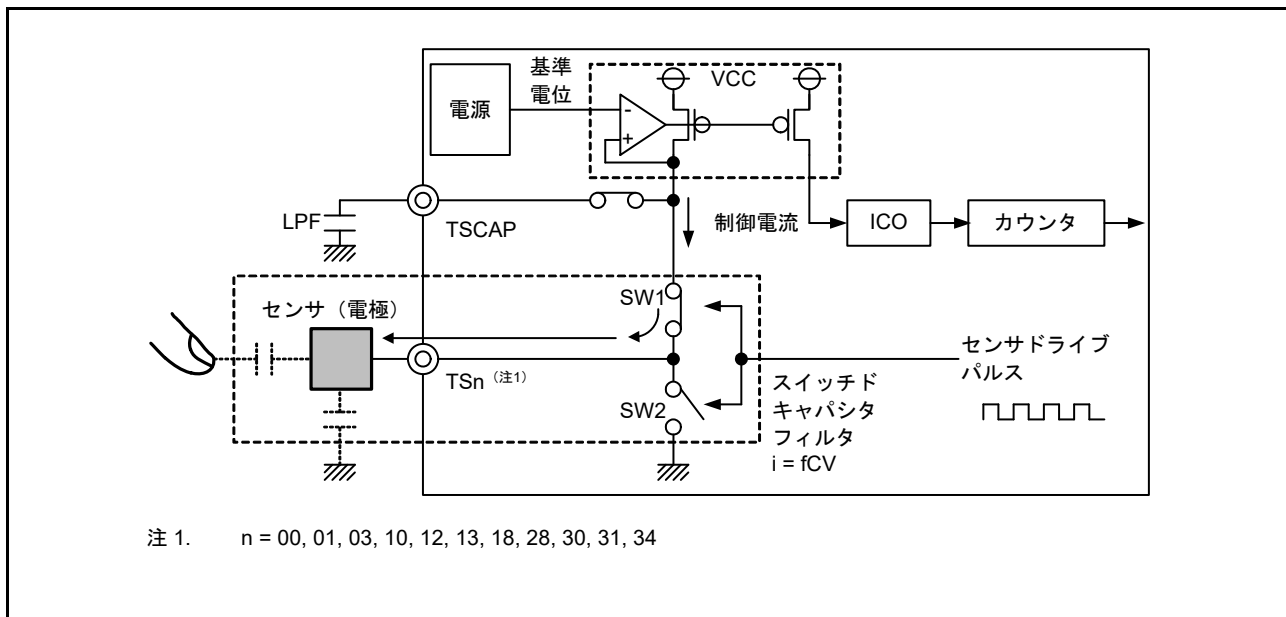 基準
電位
VCC
電源
-
+
LPF
TSCAP
制御電流
ICO
カウンタ
センサ（電極）
SW1
TSn（注1）
SW2
スイッチド
キャパシタ
フィルタ
i = fCV
センサドライブ
パルス
注 1. n = 00, 01, 03, 10, 12, 13, 18, 28, 30, 31, 34